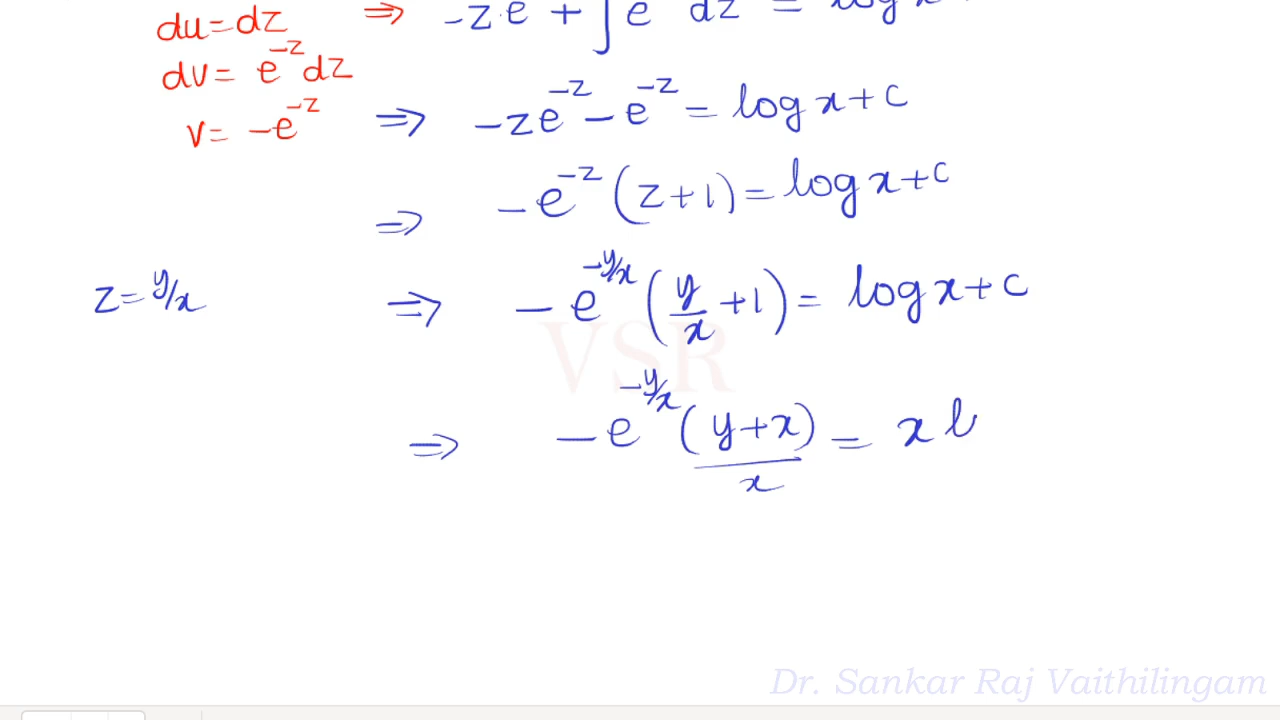 du = dz ⇒ -z·e + ∫ e dz = log x
dv = e^{-z} dz
v = -e^{-z} ⇒ -ze^{-z} - e^{-z} = log x + c
⇒ -e^{-z} (z+1) = log x + c
z = y/x ⇒ -e^{-y/x} (y/x + 1) = log x + c
VSR
⇒ -e^{-y/x} (y+x)/x = x l
Dr. Sankar Raj Vaithilingam